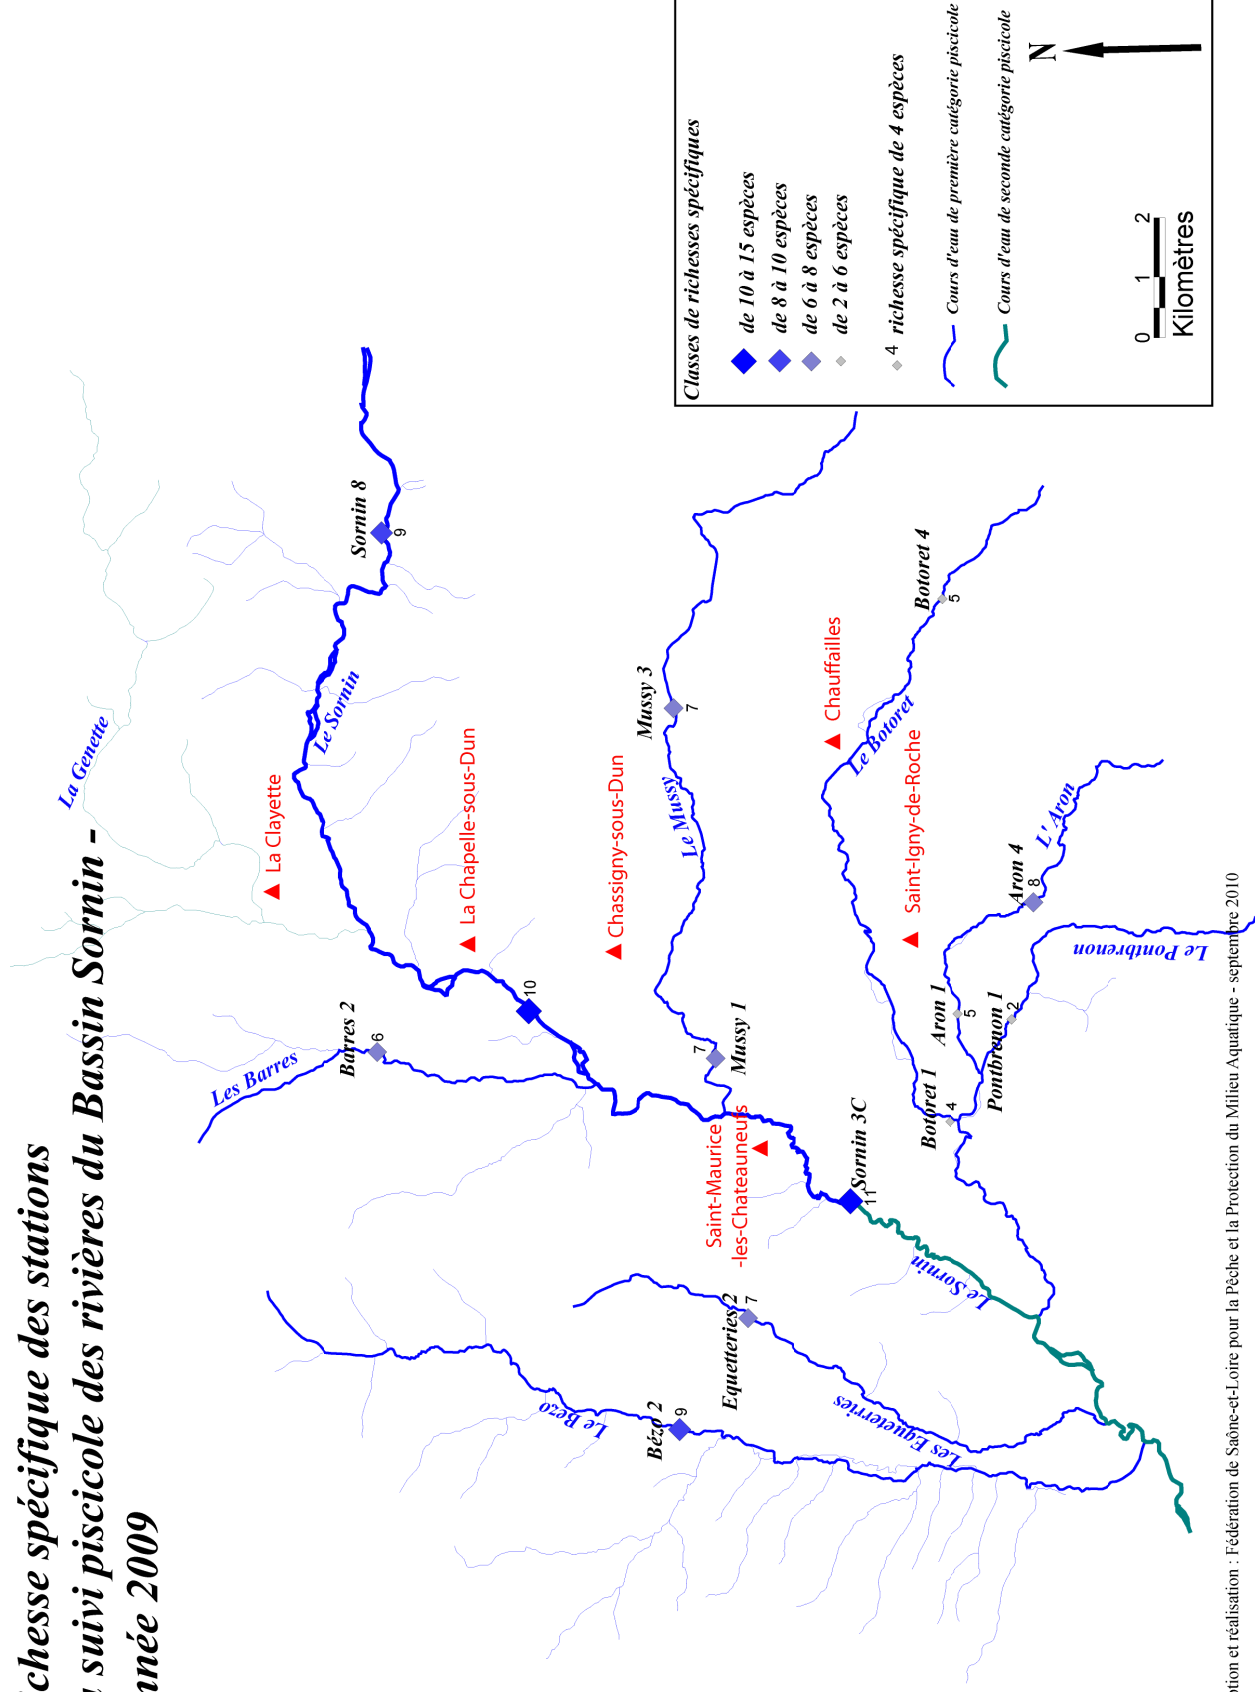 chesse spécifique des stations
suivi piscicole des rivières du Bassin Sornin -
nnée 2009
La Genette
La Clayette
Le Sornin
Sornin 8
9
Les Barres
Barres 2
6
La Chapelle-sous-Dun
10
Chassigny-sous-Dun
Mussy 3
7
Le Mussy
7
Mussy 1
Saint-Maurice
-les-Chateauneufs
Sornin 3C
11
Chauffailles
Le Botoret
Botoret 4
5
Saint-Igny-de-Roche
L'Aron
Aron 4
8
Aron 1
5
Le Pontbrenon
Pontbrenon 1
2
Botoret 1
4
Le Sornin
Equetteries 2
7
Les Equeterries
Le Bézo
Bézo 2
9
Classes de richesses spécifiques
de 10 à 15 espèces
de 8 à 10 espèces
de 6 à 8 espèces
de 2 à 6 espèces
4 richesse spécifique de 4 espèces
Cours d'eau de première catégorie piscicole
Cours d'eau de seconde catégorie piscicole
N
0 1 2
Kilomètres
ption et réalisation : Fédération de Saône-et-Loire pour la Pêche et la Protection du Milieu Aquatique - septembre 2010